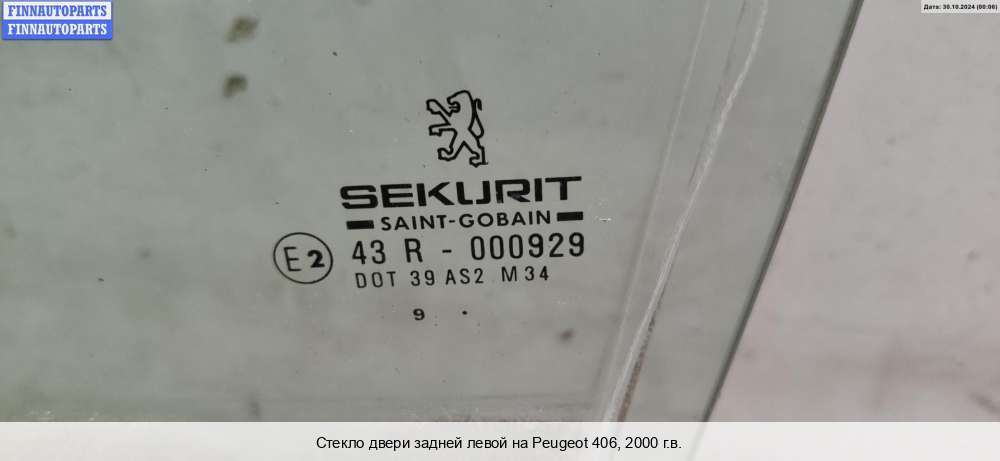 FINNAUTOPARTS
FINNAUTOPARTS
Дата: 30.10.2024 (00:06)
SEKURIT
SAINT-GOBAIN
E2 43 R - 000929
DOT 39 AS2 M34
9 .
Стекло двери задней левой на Peugeot 406, 2000 г.в.